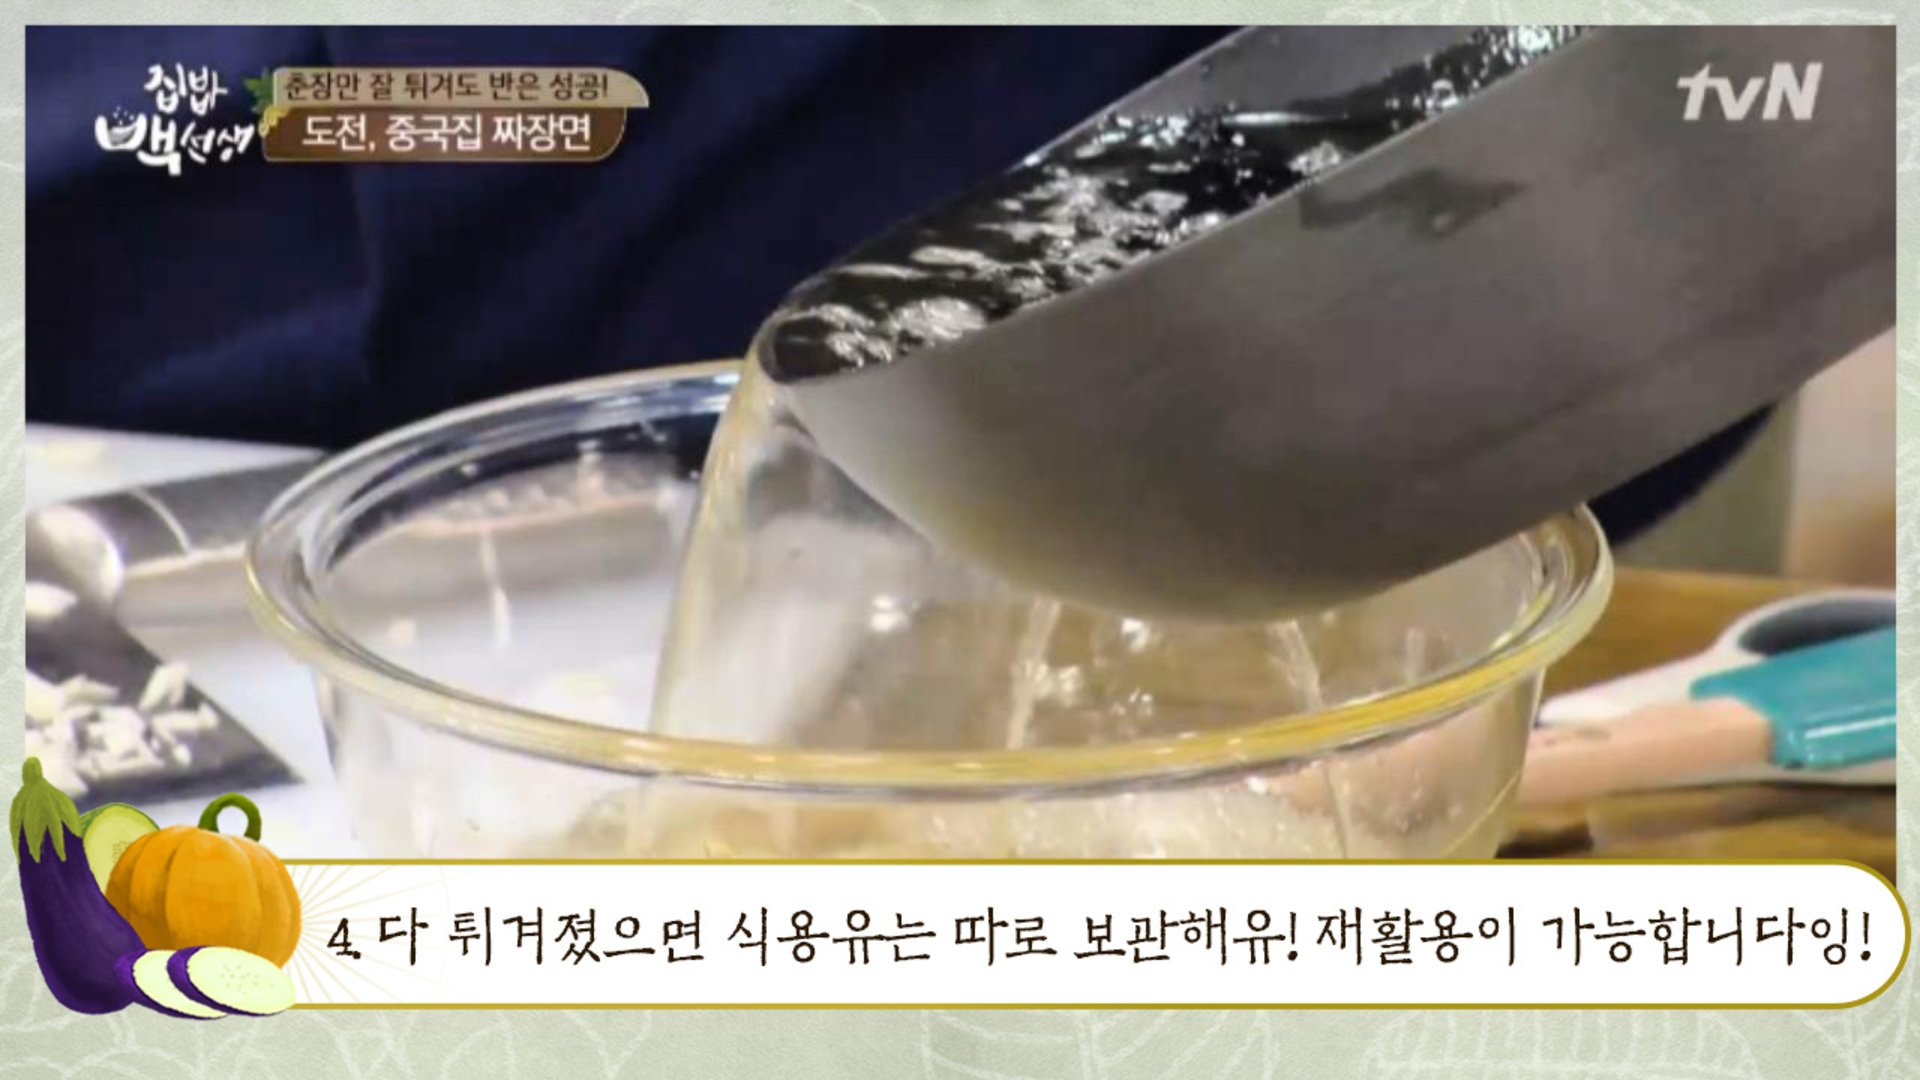 집밥
백선생
춘장만 잘 튀겨도 반은 성공!
도전, 중국집 짜장면
tvN
4. 다 튀겨졌으면 식용유는 따로 보관해유! 재활용이 가능합니다잉!